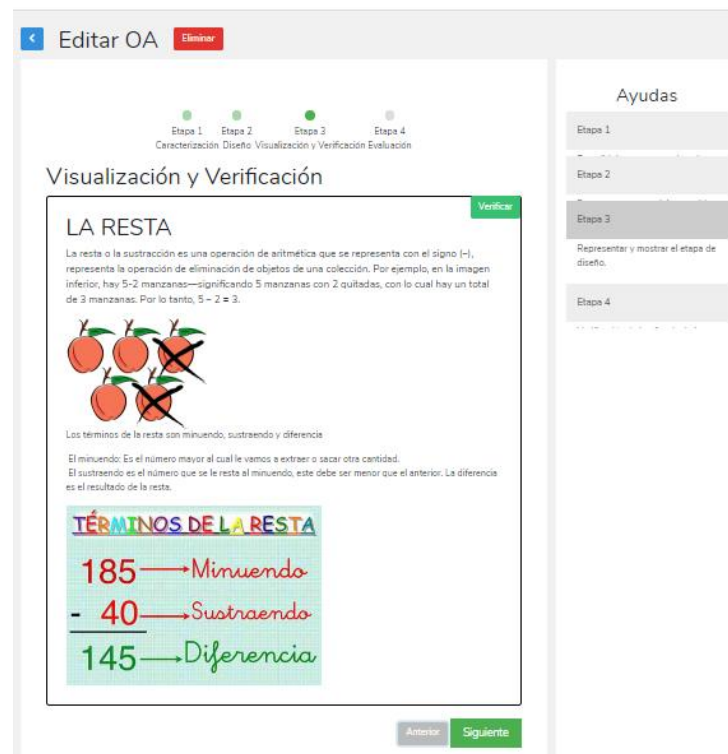 Editar OA
Eliminar
Etapa 1
Etapa 2
Etapa 3
Etapa 4
Caracterización
Diseño
Visualización y Verificación
Evaluación
Visualización y Verificación
Verificar
LA RESTA
La resta o la sustracción es una operación de aritmética que se representa con el signo (–),
representa la operación de eliminación de objetos de una colección. Por ejemplo, en la imagen
inferior, hay 5-2 manzanas—significando 5 manzanas con 2 quitadas, con lo cual hay un total
de 3 manzanas. Por lo tanto, 5 – 2 = 3.
Los términos de la resta son minuendo, sustraendo y diferencia
El minuendo: Es el número mayor al cual le vamos a extraer o sacar otra cantidad.
El sustraendo es el número que se le resta al minuendo, este debe ser menor que el anterior. La diferencia
es el resultado de la resta.
TÉRMINOS DE LA RESTA
185 Minuendo
- 40 Sustraendo
145 Diferencia
Anterior
Siguiente
Ayudas
Etapa 1
Etapa 2
Etapa 3
Representar y mostrar el etapa de
diseño.
Etapa 4